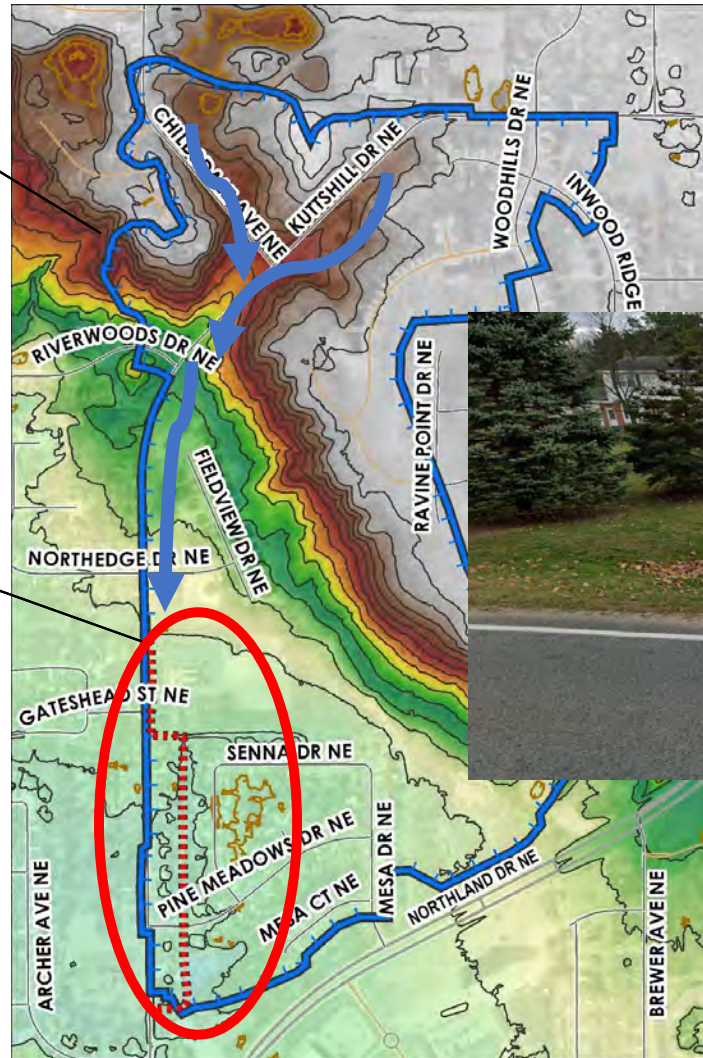 CHILDSDALE AVE NE
KUTTSHILL DR NE
WOODHILLS DR NE
INWOOD RIDGE
RIVERWOODS DR NE
RAVINE POINT DR NE
FIELDVIEW DR NE
NORTHEDGE DR NE
GATESHEAD ST NE
SENNA DR NE
PINE MEADOWS DR NE
MESA DR NE
MESA CT NE
NORTHLAND DR NE
ARCHER AVE NE
BREWER AVE NE